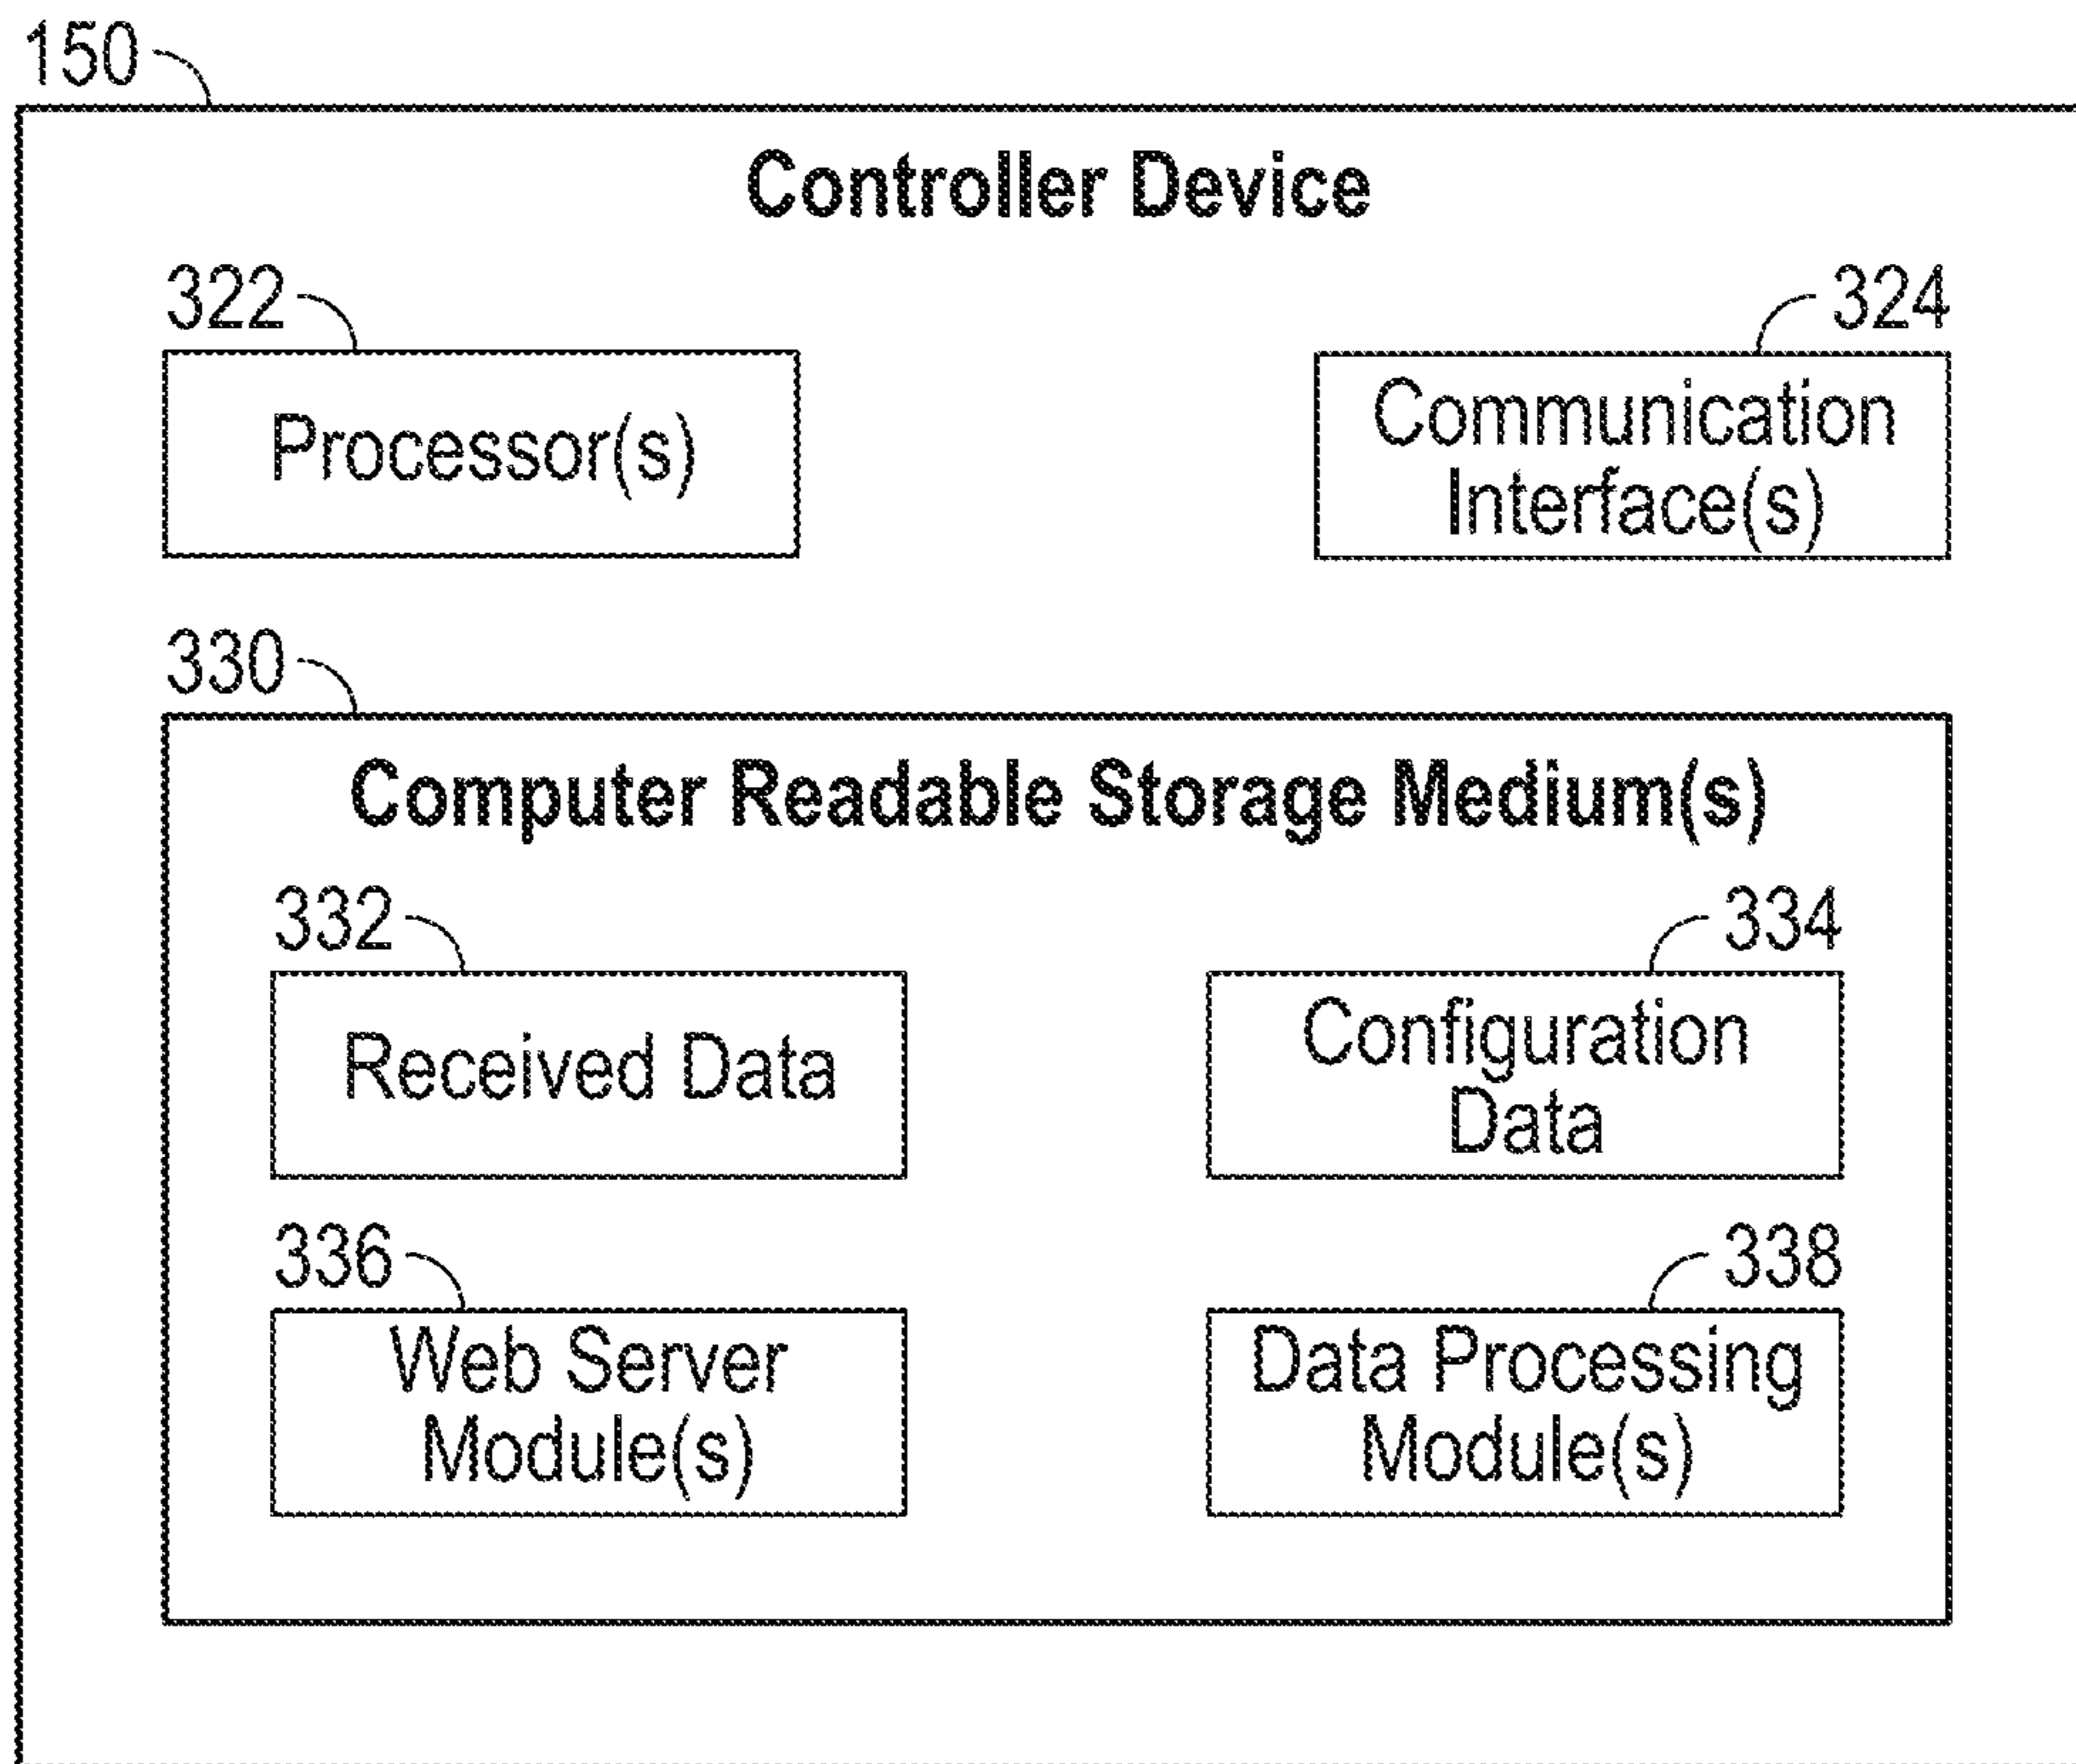 150
Controller Device
322
324
Processor(s)
Communication
Interface(s)
330
Computer Readable Storage Medium(s)
332
334
Received Data
Configuration
Data
336
338
Web Server
Module(s)
Data Processing
Module(s)